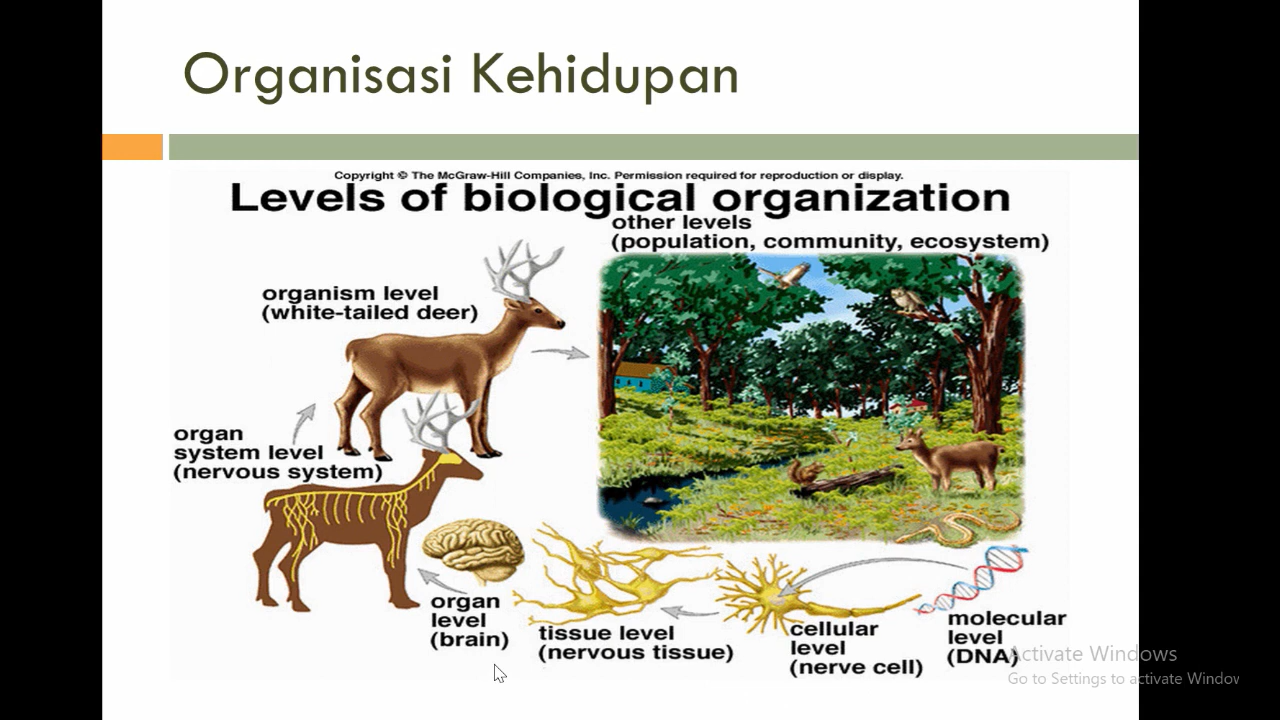 Organisasi Kehidupan
Copyright © The McGraw-Hill Companies, Inc. Permission required for reproduction or display.
Levels of biological organization
other levels
(population, community, ecosystem)
organism level
(white-tailed deer)
organ
system level
(nervous system)
organ
level
(brain)
tissue level
(nervous tissue)
cellular
level
(nerve cell)
molecular
level
(DNA)
Activate Windows
Go to Settings to activate Window